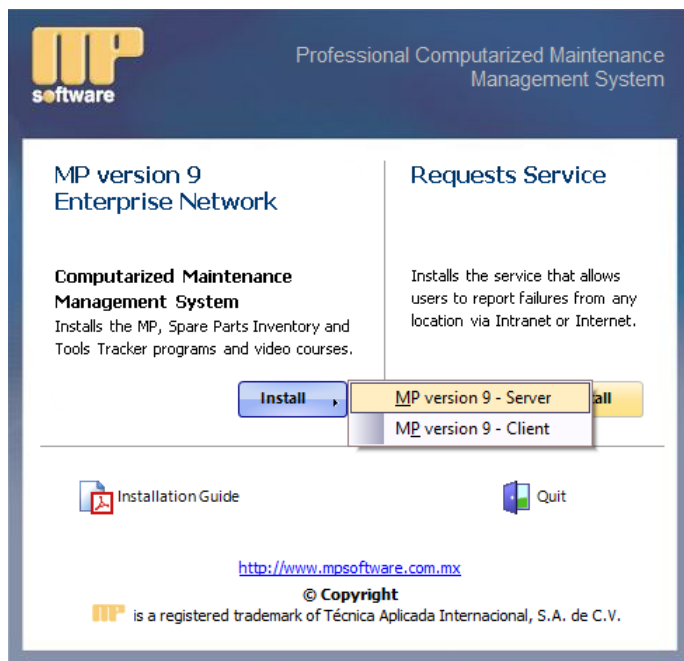 MP
software
Professional Computarized Maintenance
Management System
MP version 9
Enterprise Network
Computarized Maintenance
Management System
Installs the MP, Spare Parts Inventory and
Tools Tracker programs and video courses.
Install
Requests Service
Installs the service that allows
users to report failures from any
location via Intranet or Internet.
MP version 9 - Server
MP version 9 - Client
all
Installation Guide
Quit
http://www.mpsoftware.com.mx
© Copyright
MP is a registered trademark of Técnica Aplicada Internacional, S.A. de C.V.